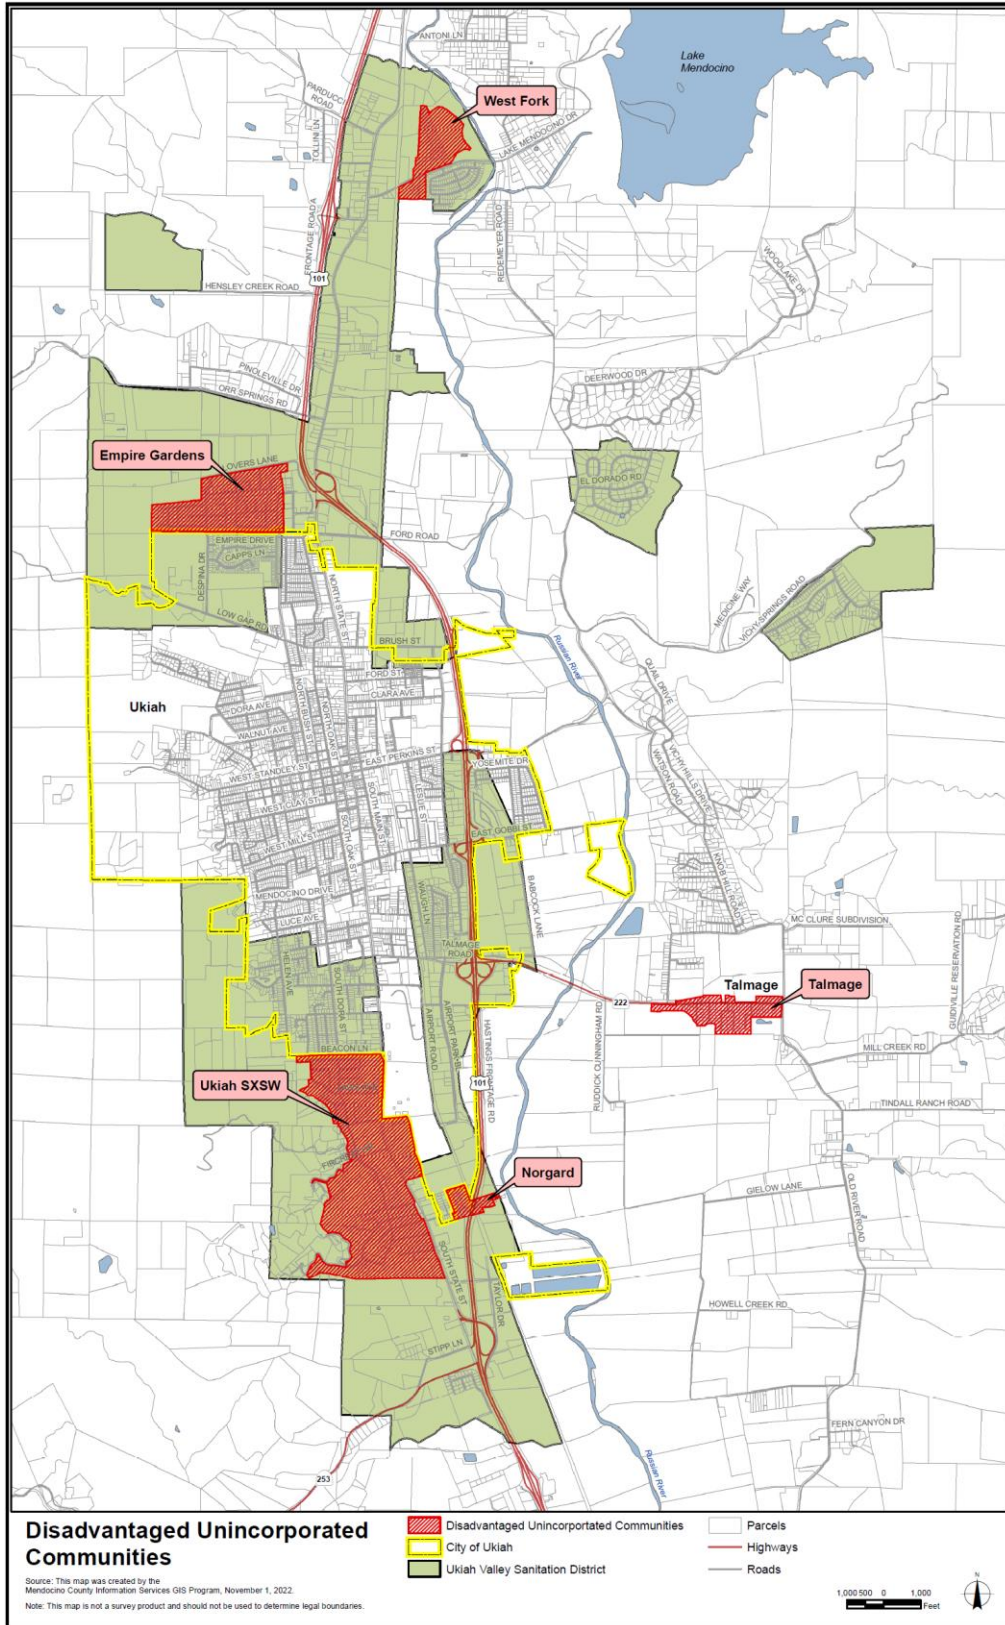 ANTONI LN
Lake
Mendocino
PARDUCCI
ROAD
TOLLINI LN
West Fork
LAKE MENDOCINO DR
FRONTAGE ROAD A
REDEMEYER ROAD
WOODLAKE DR
101
HENSLEY CREEK ROAD
PINOLEVILLE DR
ORR SPRINGS RD
DEERWOOD DR
Empire Gardens
LOVERS LANE
EL DORADO RD
EMPIRE DRIVE
CAPPS LN
FORD ROAD
DESPINA DR
NORTH STATE ST
LOW GAP RD
MEDICINE WAY
VICHY-SPRINGS ROAD
BRUSH ST
Russian River
FORD ST
CLARA AVE
QUAIL DRIVE
Ukiah
DORA AVE
WALNUT AVE
NORTH BUSH ST
NORTH OAK ST
EAST PERKINS ST
YOSEMITE DR
WATSON ROAD
VICHY HILLS DRIVE
WEST STANDLEY ST
WEST CLAY ST
SOUTH MAIN ST
LESLIE ST
WEST MILL ST
SOUTH OAK ST
EAST GOBBI ST
KNOB HILL ROAD
MENDOCINO DRIVE
WAUGH LN
BABCOCK LANE
LUCE AVE
MC CLURE SUBDIVISION
TALMAGE
ROAD
HELEN AVE
SOUTH DORA ST
GUIDIVILLE RESERVATION RD
Talmage
Talmage
222
AIRPORT ROAD
AIRPORT PARK BL
HASTINGS FRONTAGE RD
RUDDICK CUNNINGHAM RD
BEACON LN
MILL CREEK RD
Ukiah SXSW
101
TINDALL RANCH ROAD
Norgard
GIELOW LANE
OLD RIVER ROAD
SOUTH STATE ST
TAYLOR DR
HOWELL CREEK RD
STIPP LN
FERN CANYON DR
253
Russian River
Disadvantaged Unincorporated
Communities
Source: This map was created by the
Mendocino County Information Services GIS Program, November 1, 2022.
Note: This map is not a survey product and should not be used to determine legal boundaries.
Disadvantaged Unincorportated Communities
City of Ukiah
Ukiah Valley Sanitation District
Parcels
Highways
Roads
1,000 500 0 1,000
Feet
N